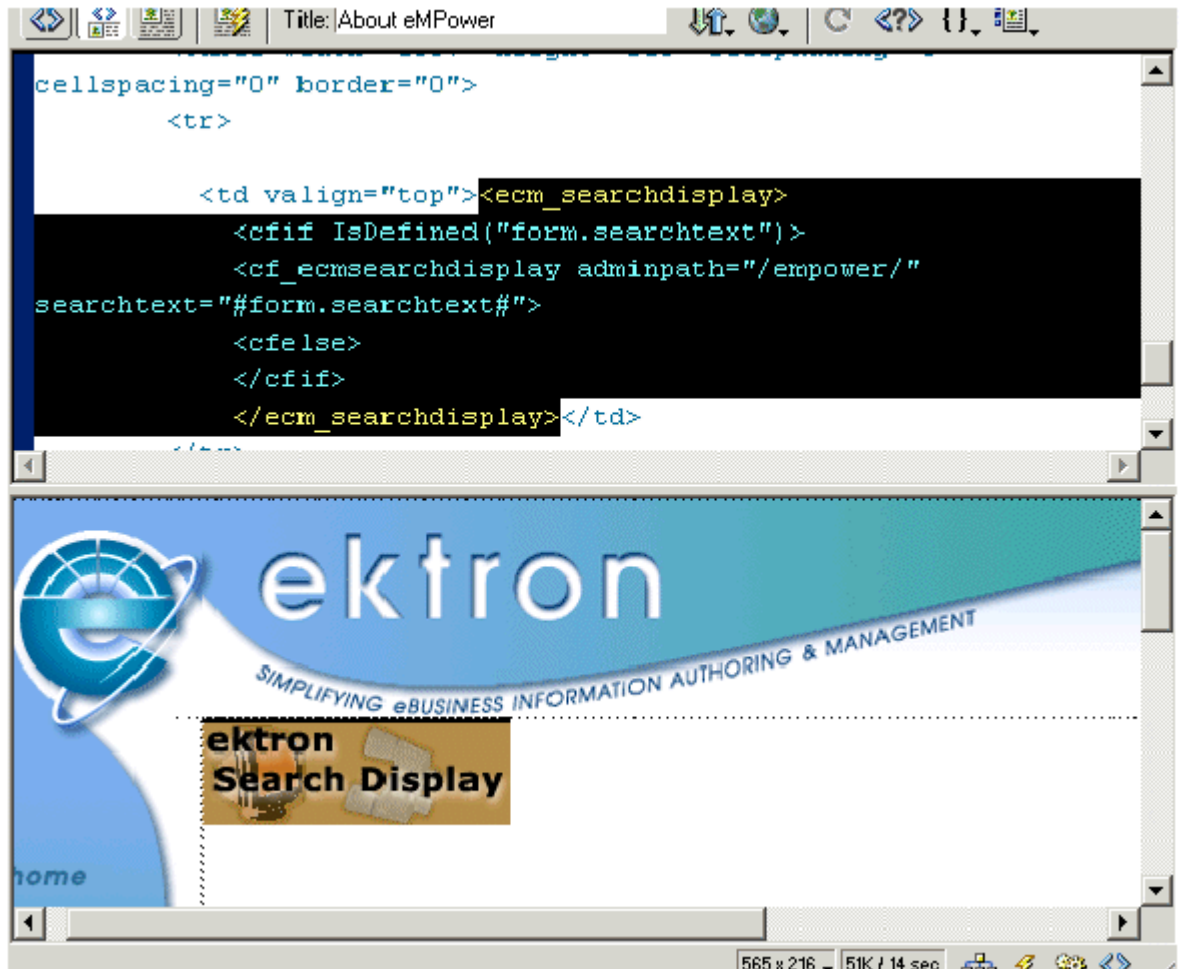 Title: About eMPower
cellspacing="0" border="0">
<tr>
<td valign="top"><ecm_searchdisplay>
<cfif IsDefined("form.searchtext")>
<cf_ecmsearchdisplay adminpath="/empower/"
searchtext="#form.searchtext#">
<cfelse>
</cfif>
</ecm_searchdisplay></td>
ektron
SIMPLIFYING eBUSINESS INFORMATION AUTHORING & MANAGEMENT
ektron
Search Display
home
565 x 216 51K / 14 sec